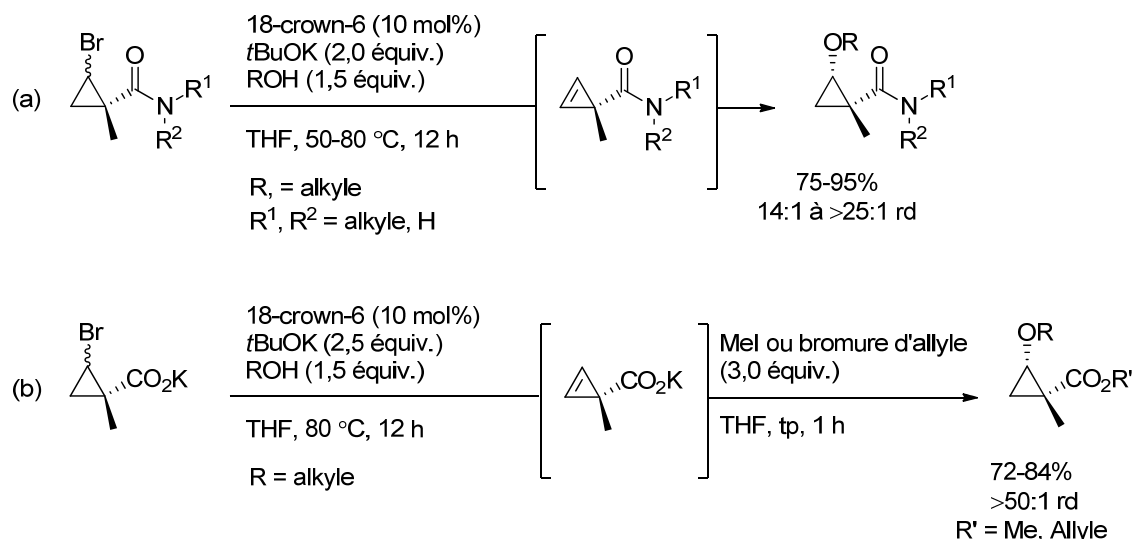 (a)
Br
O
N
R¹
R²
18-crown-6 (10 mol%)
tBuOK (2,0 équiv.)
ROH (1,5 équiv.)
THF, 50-80 °C, 12 h
R, = alkyle
R¹, R² = alkyle, H
O
N
R¹
R²
OR
O
N
R¹
R²
75-95%
14:1 à >25:1 rd
(b)
Br
CO₂K
18-crown-6 (10 mol%)
tBuOK (2,5 équiv.)
ROH (1,5 équiv.)
THF, 80 °C, 12 h
R = alkyle
CO₂K
MeI ou bromure d'allyle
(3,0 équiv.)
THF, tp, 1 h
OR
CO₂R'
72-84%
>50:1 rd
R' = Me, Allyle